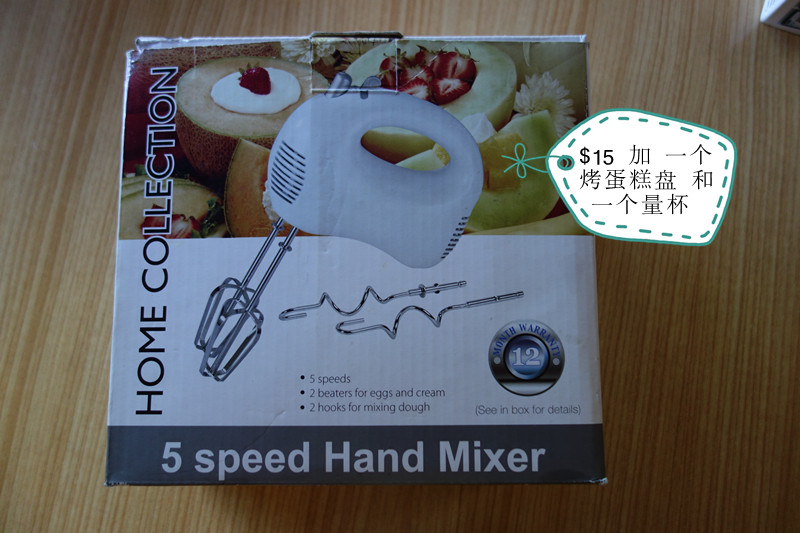 HOME COLLECTION
$15 加 一个
烤蛋糕盘 和
一个量杯
MONTH WARRANTY
12
• 5 speeds
• 2 beaters for eggs and cream
• 2 hooks for mixing dough
(See in box for details)
5 speed Hand Mixer